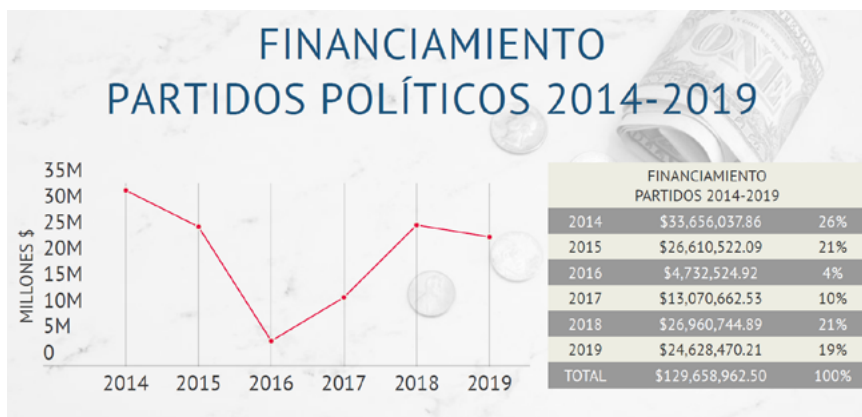 FINANCIAMIENTO
PARTIDOS POLÍTICOS 2014-2019
MILLONES $
35M
30M
25M
20M
15M
10M
5M
0
2014 2015 2016 2017 2018 2019
FINANCIAMIENTO
PARTIDOS 2014-2019
2014 $33,656,037.86 26%
2015 $26,610,522.09 21%
2016 $4,732,524.92 4%
2017 $13,070,662.53 10%
2018 $26,960,744.89 21%
2019 $24,628,470.21 19%
TOTAL $129,658,962.50 100%
ONE